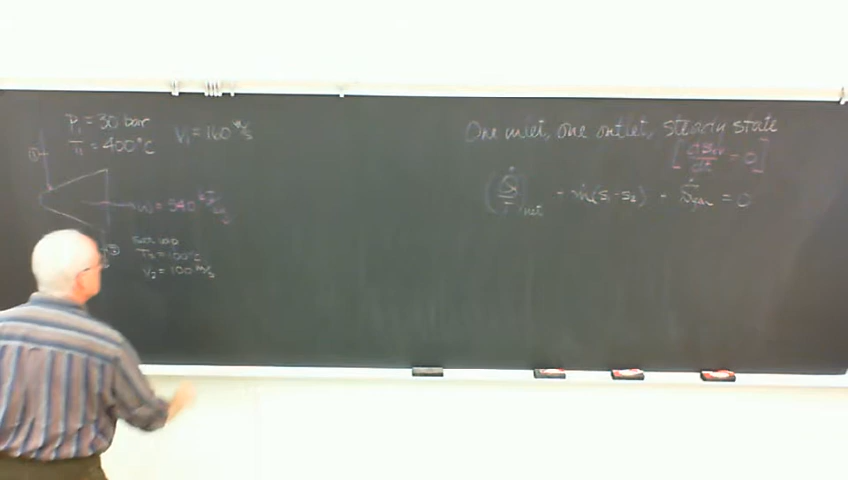 P₁ = 30 bar
T₁ = 400°C
V₁ = 160 m/s
①
w = 540 kJ/kg
②
Sat. vap
T₂ = 100°C
V₂ = 100 m/s
One inlet, one outlet, steady state
[dS_cv/dt = 0]
(Q̇/T)_net + ṁ(s₁ - s₂) + Ṡ_gen = 0